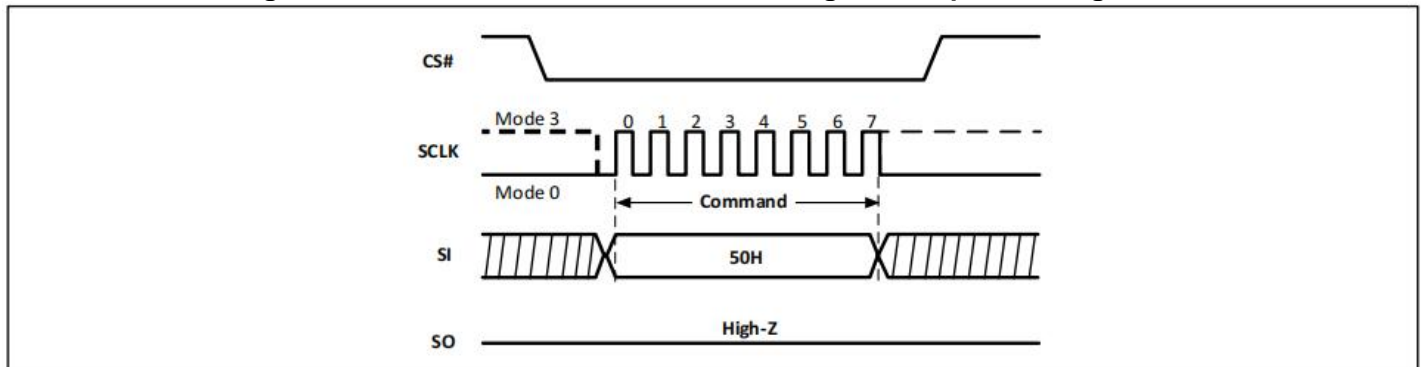 CS#
Mode 3
0 1 2 3 4 5 6 7
SCLK
Mode 0
Command
SI
50H
High-Z
SO